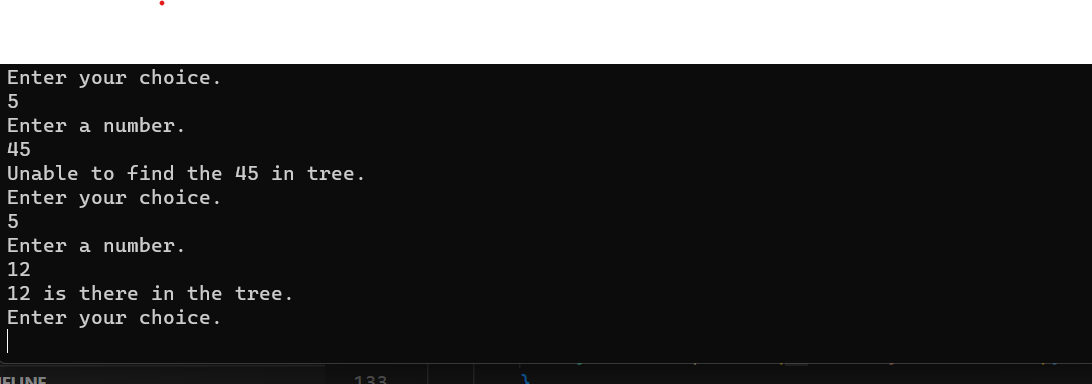 Enter your choice.
5
Enter a number.
45
Unable to find the 45 in tree.
Enter your choice.
5
Enter a number.
12
12 is there in the tree.
Enter your choice.
133 }